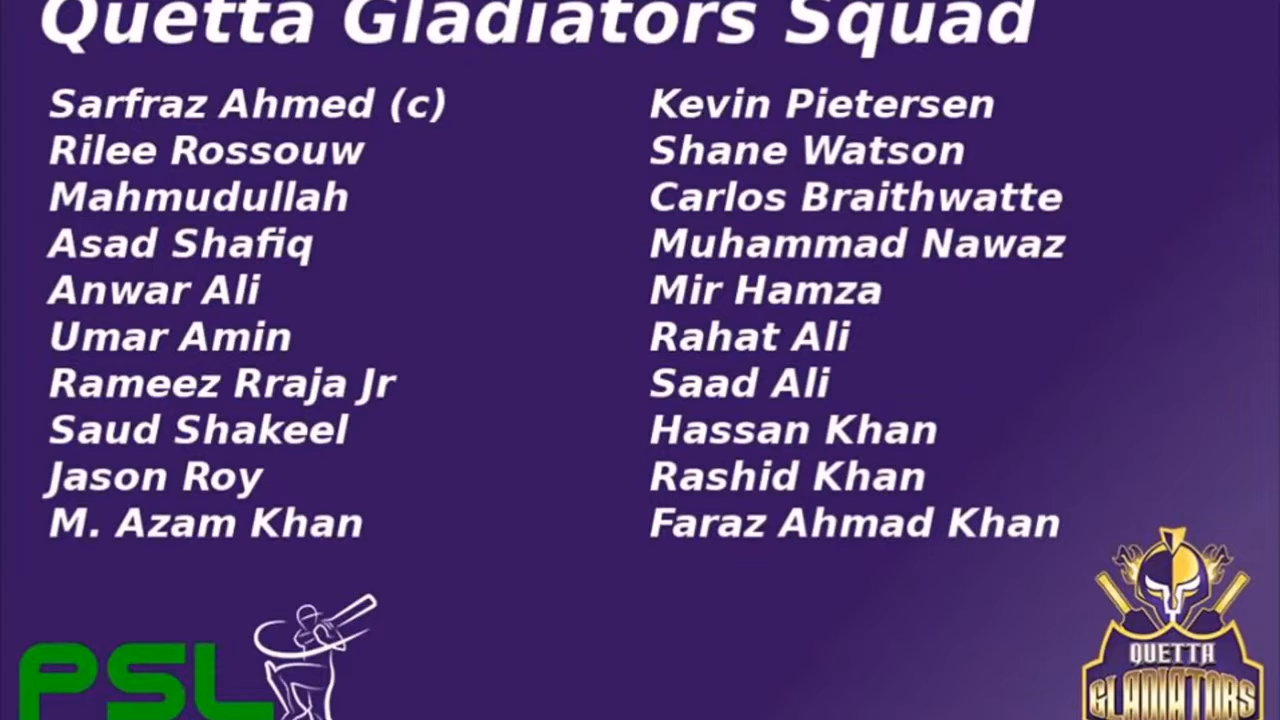 Quetta Gladiators Squad
Sarfraz Ahmed (c)
Rilee Rossouw
Mahmudullah
Asad Shafiq
Anwar Ali
Umar Amin
Rameez Rraja Jr
Saud Shakeel
Jason Roy
M. Azam Khan
Kevin Pietersen
Shane Watson
Carlos Braithwatte
Muhammad Nawaz
Mir Hamza
Rahat Ali
Saad Ali
Hassan Khan
Rashid Khan
Faraz Ahmad Khan
PSL
QUETTA
GLADIATORS